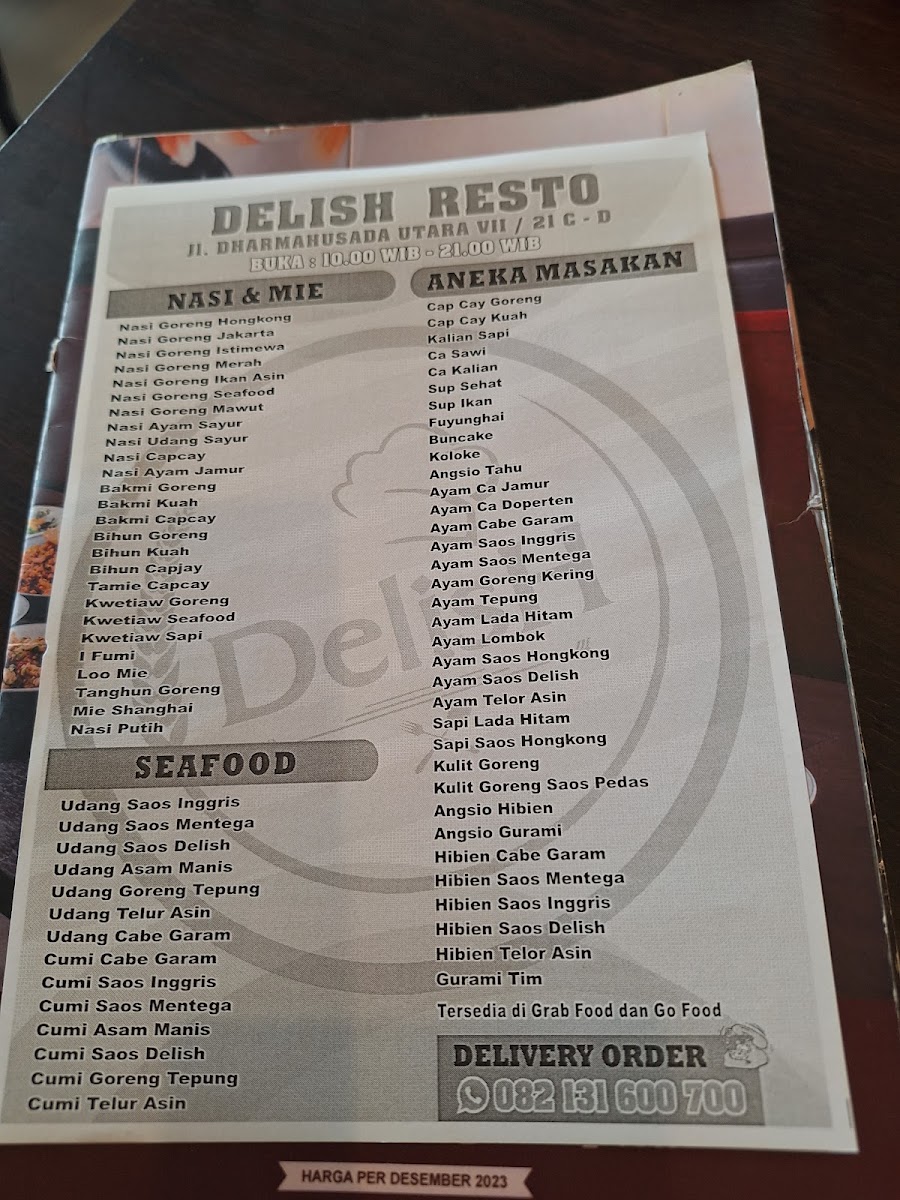 DELISH RESTO
Jl. DHARMAHUSADA UTARA VII / 21 C - D
BUKA : 10.00 WIB - 21.00 WIB
NASI & MIE
Nasi Goreng Hongkong
Nasi Goreng Jakarta
Nasi Goreng Istimewa
Nasi Goreng Merah
Nasi Goreng Ikan Asin
Nasi Goreng Seafood
Nasi Goreng Mawut
Nasi Ayam Sayur
Nasi Udang Sayur
Nasi Capcay
Nasi Ayam Jamur
Bakmi Goreng
Bakmi Kuah
Bakmi Capcay
Bihun Goreng
Bihun Kuah
Bihun Capjay
Tamie Capcay
Kwetiaw Goreng
Kwetiaw Seafood
Kwetiaw Sapi
I Fumi
Loo Mie
Tanghun Goreng
Mie Shanghai
Nasi Putih
SEAFOOD
Udang Saos Inggris
Udang Saos Mentega
Udang Saos Delish
Udang Asam Manis
Udang Goreng Tepung
Udang Telur Asin
Udang Cabe Garam
Cumi Cabe Garam
Cumi Saos Inggris
Cumi Saos Mentega
Cumi Asam Manis
Cumi Saos Delish
Cumi Goreng Tepung
Cumi Telur Asin
ANEKA MASAKAN
Cap Cay Goreng
Cap Cay Kuah
Kalian Sapi
Ca Sawi
Ca Kalian
Sup Sehat
Sup Ikan
Fuyunghai
Buncake
Koloke
Angsio Tahu
Ayam Ca Jamur
Ayam Ca Doperten
Ayam Cabe Garam
Ayam Saos Inggris
Ayam Saos Mentega
Ayam Goreng Kering
Ayam Tepung
Ayam Lada Hitam
Ayam Lombok
Ayam Saos Hongkong
Ayam Saos Delish
Ayam Telor Asin
Sapi Lada Hitam
Sapi Saos Hongkong
Kulit Goreng
Kulit Goreng Saos Pedas
Angsio Hibien
Angsio Gurami
Hibien Cabe Garam
Hibien Saos Mentega
Hibien Saos Inggris
Hibien Saos Delish
Hibien Telor Asin
Gurami Tim
Tersedia di Grab Food dan Go Food
DELIVERY ORDER
082 131 600 700
Delish
HARGA PER DESEMBER 2023